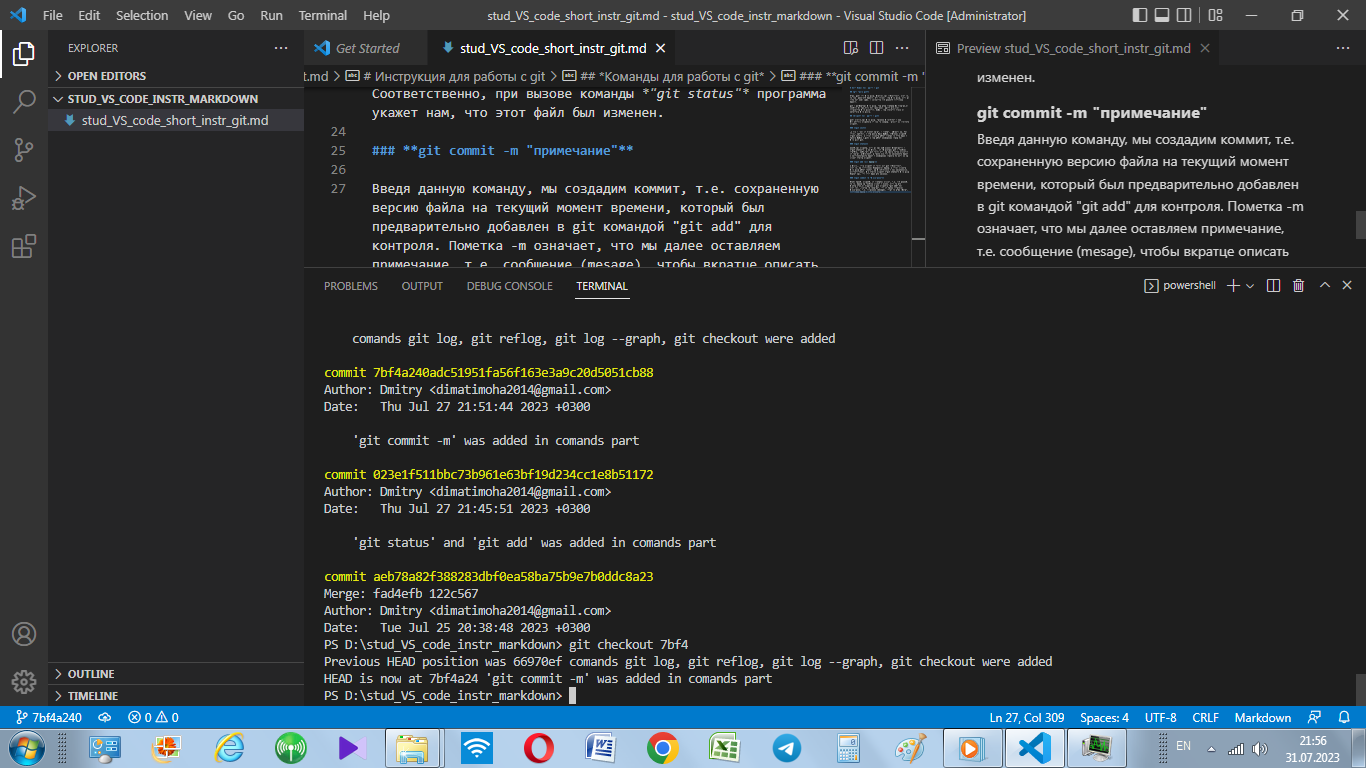 File Edit Selection View Go Run Terminal Help
stud_VS_code_short_instr_git.md - stud_VS_code_instr_markdown - Visual Studio Code [Administrator]
EXPLORER
OPEN EDITORS
STUD_VS_CODE_INSTR_MARKDOWN
stud_VS_code_short_instr_git.md
OUTLINE
TIMELINE
Get Started
stud_VS_code_short_instr_git.md
t.md > # Инструкция для работы с git > ## *Команды для работы с git* > ### **git commit -m "
Соответственно, при вызове команды *"git status"* программа
укажет нам, что этот файл был изменен.
24
25 ### **git commit -m "примечание"**
26
27 Введя данную команду, мы создадим коммит, т.е. сохраненную
версию файла на текущий момент времени, который был
предварительно добавлен в git командой "git add" для
контроля. Пометка -m означает, что мы далее оставляем
примечание, т.е. сообщение (mesage), чтобы вкратце описать
Preview stud_VS_code_short_instr_git.md
изменен.
git commit -m "примечание"
Введя данную команду, мы создадим коммит, т.е.
сохраненную версию файла на текущий момент
времени, который был предварительно добавлен
в git командой "git add" для контроля. Пометка -m
означает, что мы далее оставляем примечание,
т.е. сообщение (mesage), чтобы вкратце описать
PROBLEMS OUTPUT DEBUG CONSOLE TERMINAL
powershell
comands git log, git reflog, git log --graph, git checkout were added
commit 7bf4a240adc51951fa56f163e3a9c20d5051cb88
Author: Dmitry <dimatimoha2014@gmail.com>
Date:   Thu Jul 27 21:51:44 2023 +0300
'git commit -m' was added in comands part
commit 023e1f511bbc73b961e63bf19d234cc1e8b51172
Author: Dmitry <dimatimoha2014@gmail.com>
Date:   Thu Jul 27 21:45:51 2023 +0300
'git status' and 'git add' was added in comands part
commit aeb78a82f388283dbf0ea58ba75b9e7b0ddc8a23
Merge: fad4efb 122c567
Author: Dmitry <dimatimoha2014@gmail.com>
Date:   Tue Jul 25 20:38:48 2023 +0300
PS D:\stud_VS_code_instr_markdown> git checkout 7bf4
Previous HEAD position was 66970ef comands git log, git reflog, git log --graph, git checkout were added
HEAD is now at 7bf4a24 'git commit -m' was added in comands part
PS D:\stud_VS_code_instr_markdown>
7bf4a240 0 0 Ln 27, Col 309 Spaces: 4 UTF-8 CRLF Markdown
EN
21:56
31.07.2023